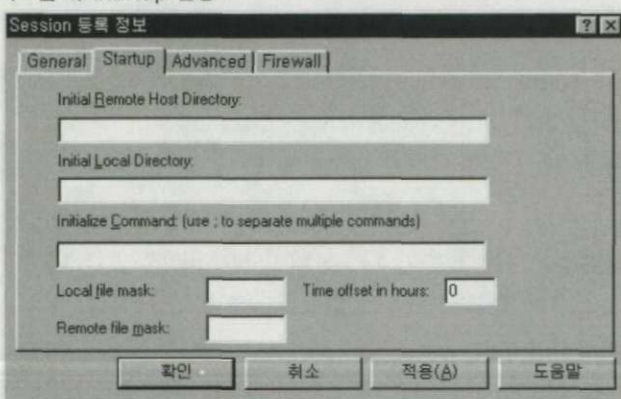 Session 등록 정보
General Startup Advanced Firewall
Initial Remote Host Directory:
Initial Local Directory:
Initialize Command: (use ; to separate multiple commands)
Local file mask:
Time offset in hours: 0
Remote file mask:
확인 취소 적용(A) 도움말